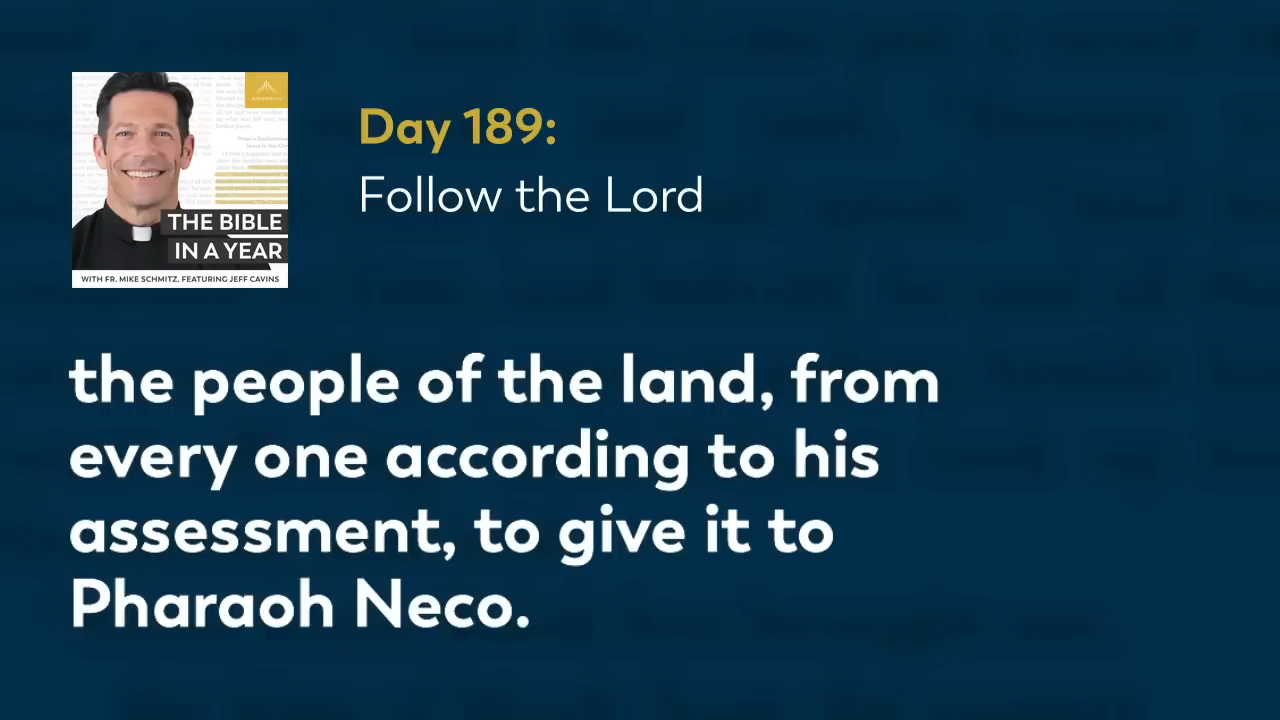 Day 189:
Follow the Lord
THE BIBLE
IN A YEAR
WITH FR. MIKE SCHMITZ, FEATURING JEFF CAVINS
the people of the land, from
every one according to his
assessment, to give it to
Pharaoh Neco.